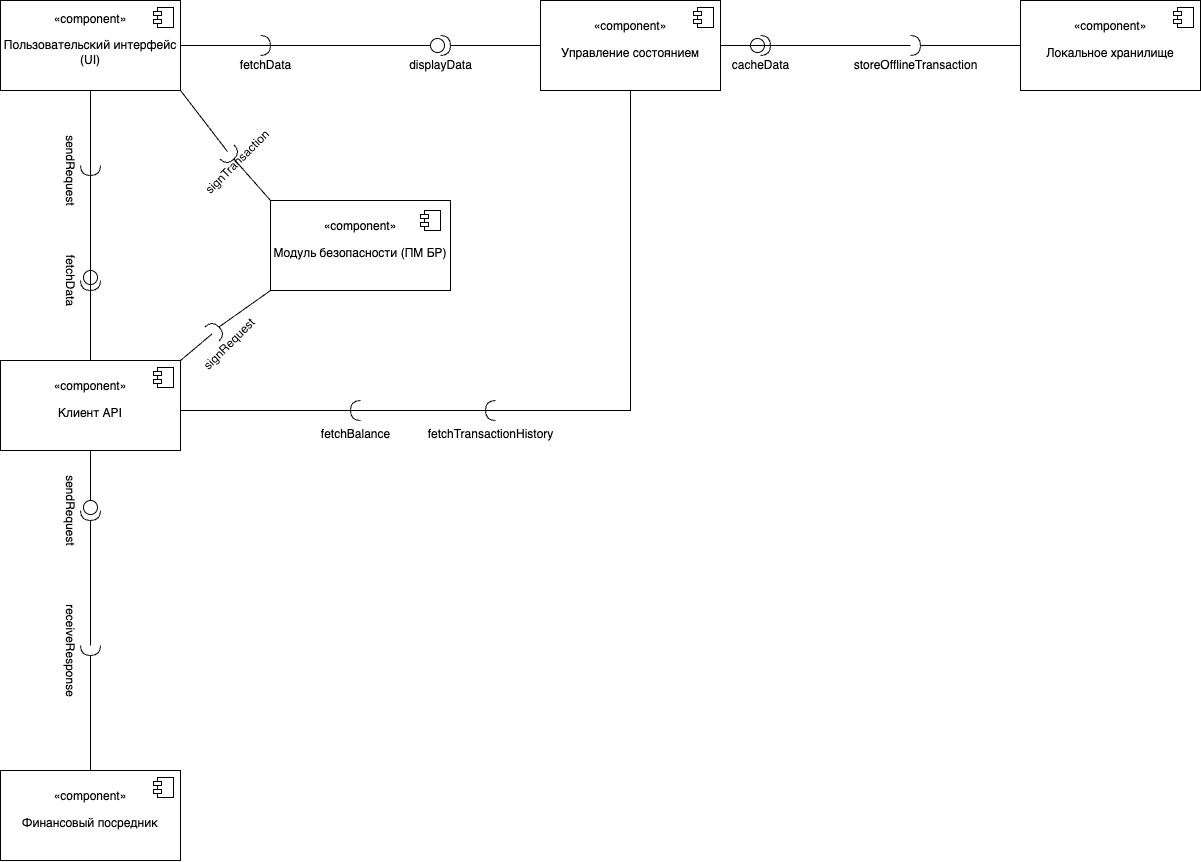 «component»
Пользовательский интерфейс
(UI)
fetchData
displayData
«component»
Управление состоянием
cacheData
storeOfflineTransaction
«component»
Локальное хранилище
sendRequest
signTransaction
«component»
Модуль безопасности (ПМ БР)
fetchData
signRequest
«component»
Клиент API
fetchBalance
fetchTransactionHistory
sendRequest
receiveResponse
«component»
Финансовый посредник